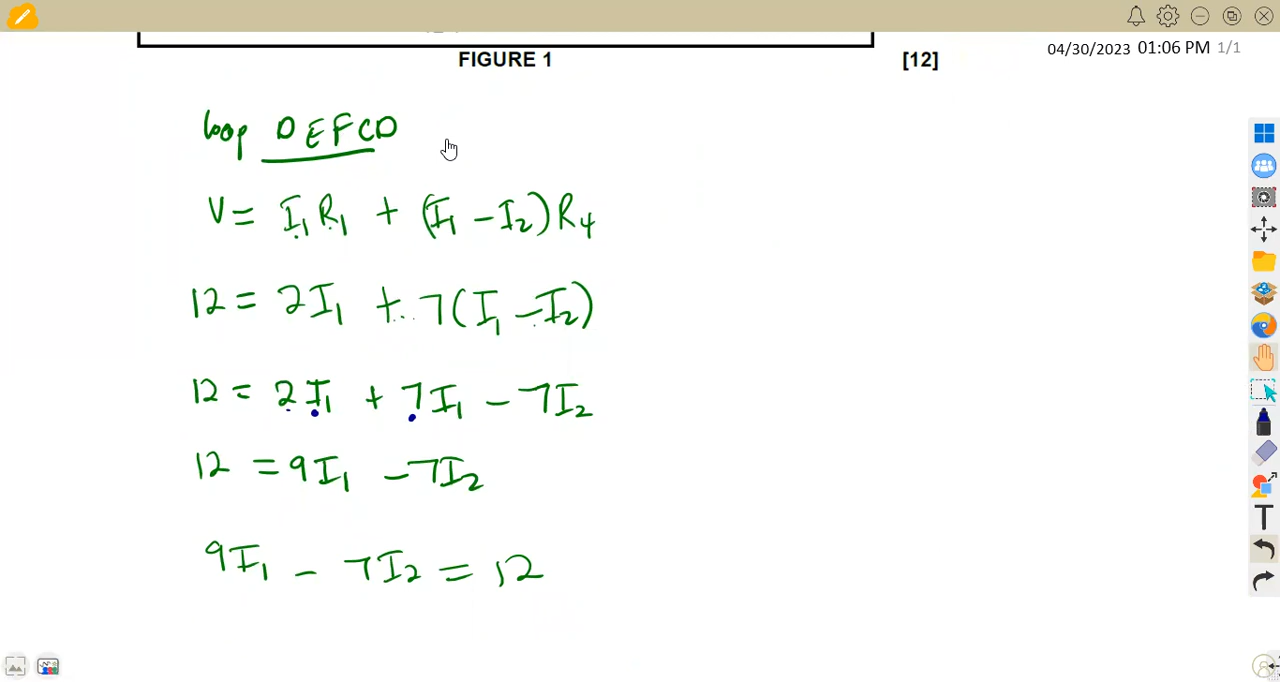 04/30/2023 01:06 PM 1/1
FIGURE 1 [12]
loop DEFCD
V = I₁R₁ + (I₁ - I₂)R₄
12 = 2I₁ + 7(I₁ - I₂)
12 = 2I₁ + 7I₁ - 7I₂
12 = 9I₁ - 7I₂
9I₁ - 7I₂ = 12